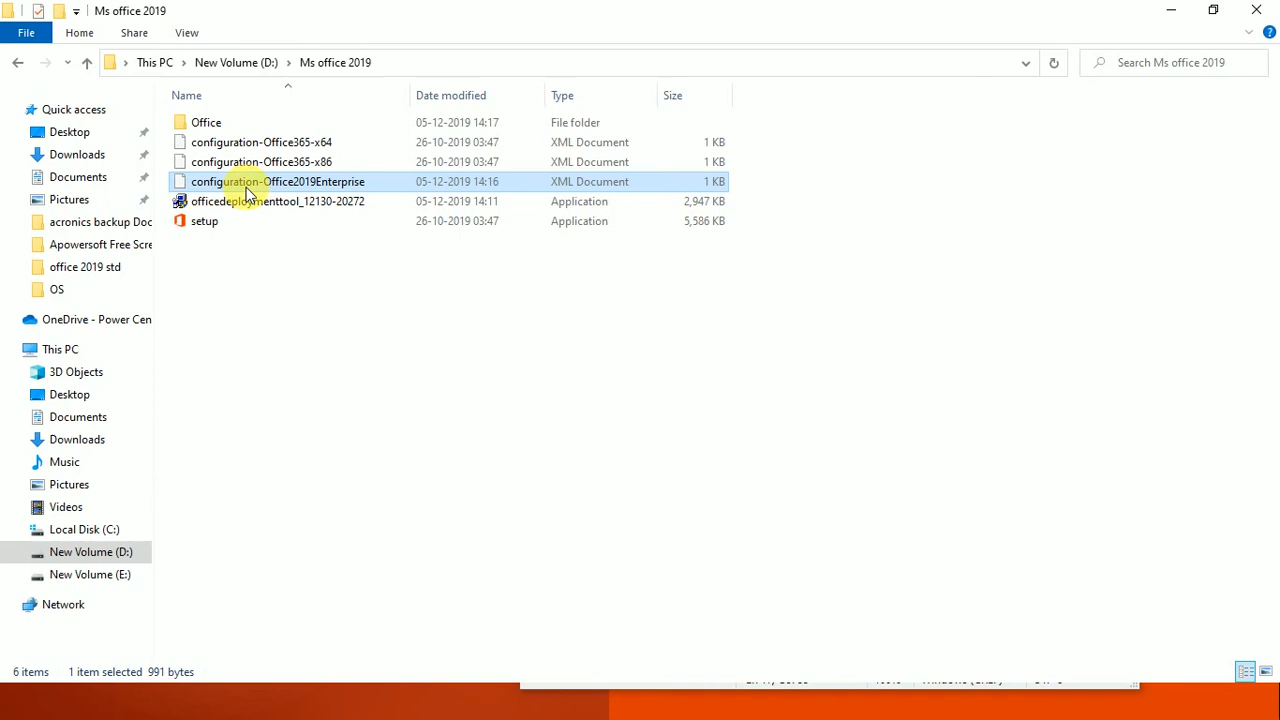 Ms office 2019
File Home Share View
This PC > New Volume (D:) > Ms office 2019
Search Ms office 2019
Name Date modified Type Size
Quick access
Desktop
Downloads
Documents
Pictures
acronics backup Doc
Apowersoft Free Scre
office 2019 std
OS
OneDrive - Power Cen
This PC
3D Objects
Desktop
Documents
Downloads
Music
Pictures
Videos
Local Disk (C:)
New Volume (D:)
New Volume (E:)
Network
Office 05-12-2019 14:17 File folder
configuration-Office365-x64 26-10-2019 03:47 XML Document 1 KB
configuration-Office365-x86 26-10-2019 03:47 XML Document 1 KB
configuration-Office2019Enterprise 05-12-2019 14:16 XML Document 1 KB
officedeploymenttool_12130-20272 05-12-2019 14:11 Application 2,947 KB
setup 26-10-2019 03:47 Application 5,586 KB
6 items 1 item selected 991 bytes